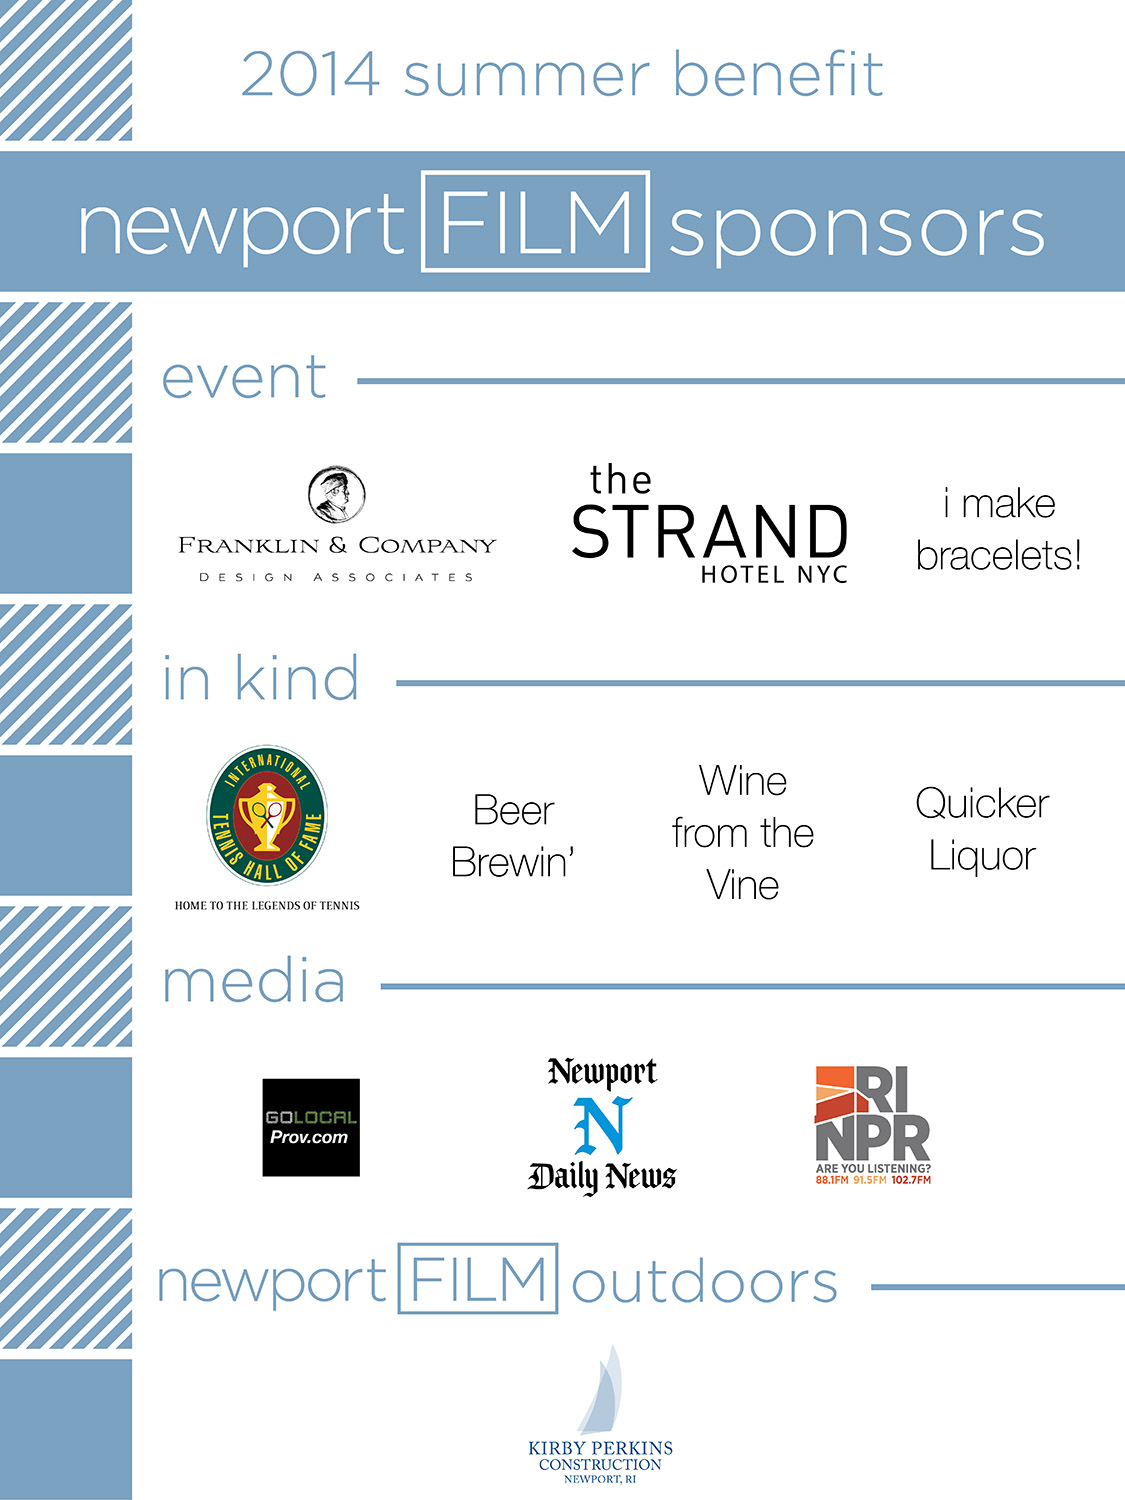 2014 summer benefit
newport FILM sponsors
event
FRANKLIN & COMPANY
DESIGN ASSOCIATES
the
STRAND
HOTEL NYC
i make
bracelets!
in kind
INTERNATIONAL
TENNIS HALL OF FAME
HOME TO THE LEGENDS OF TENNIS
Beer
Brewin’
Wine
from the
Vine
Quicker
Liquor
media
GOLOCAL
Prov.com
Newport
N
Daily News
RI
NPR
ARE YOU LISTENING?
88.1FM 91.5FM 102.7FM
newport FILM outdoors
KIRBY PERKINS
CONSTRUCTION
NEWPORT, RI